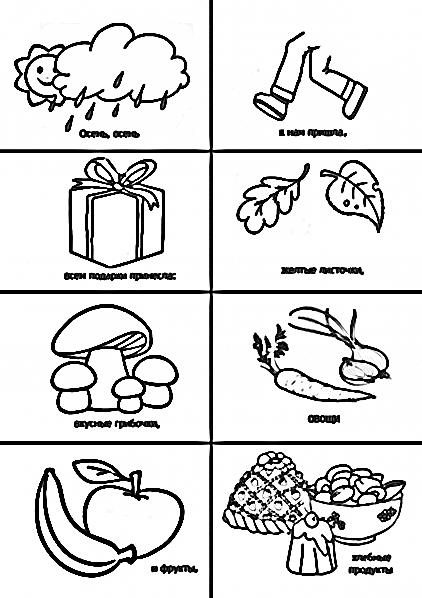 Осень, осень
к нам пришла,
всем подарки принесла:
желтые листочки,
вкусные грибочки,
овощи
и фрукты,
хлебные
продукты